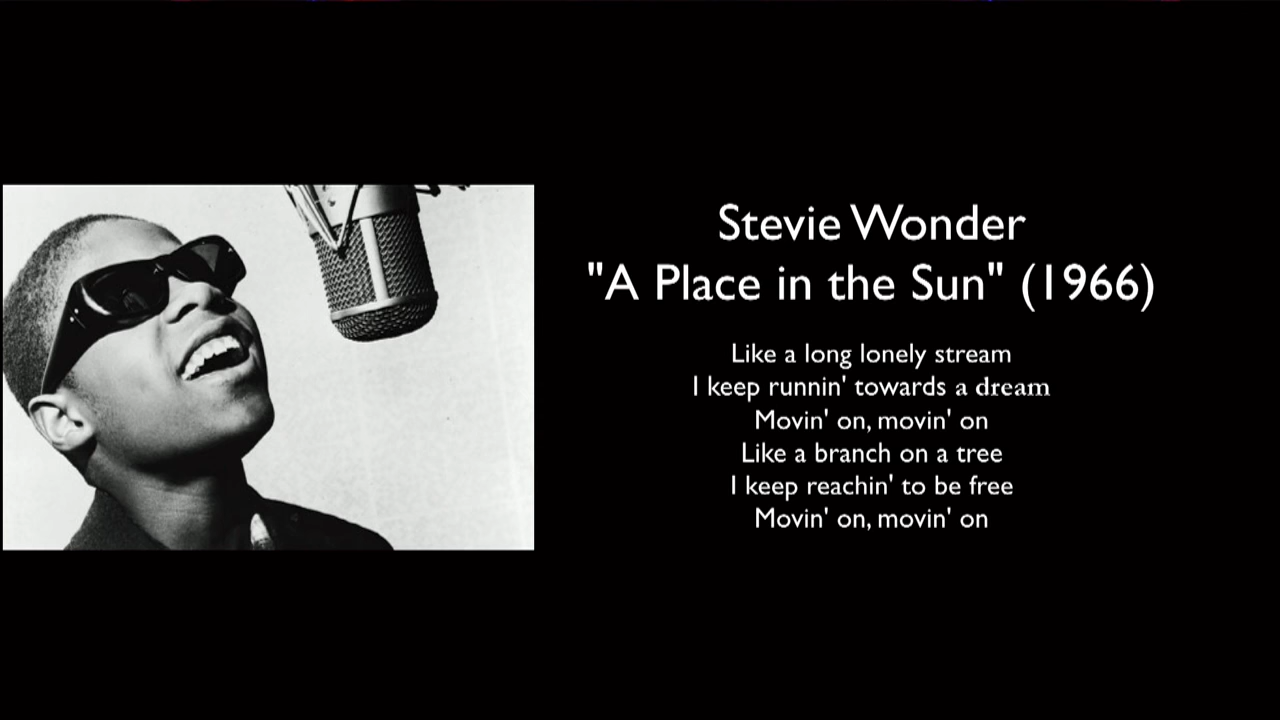 Stevie Wonder
"A Place in the Sun" (1966)
Like a long lonely stream
I keep runnin' towards a dream
Movin' on, movin' on
Like a branch on a tree
I keep reachin' to be free
Movin' on, movin' on